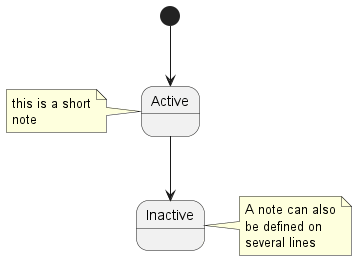 Active
this is a short
note
Inactive
A note can also
be defined on
several lines